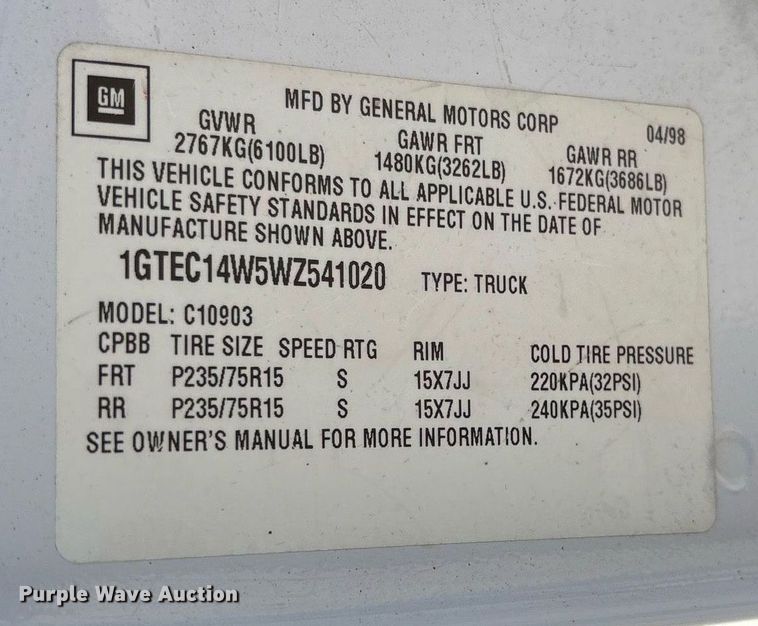 GM
MFD BY GENERAL MOTORS CORP
04/98
GVWR GAWR FRT GAWR RR
2767KG(6100LB) 1480KG(3262LB) 1672KG(3686LB)
THIS VEHICLE CONFORMS TO ALL APPLICABLE U.S. FEDERAL MOTOR
VEHICLE SAFETY STANDARDS IN EFFECT ON THE DATE OF
MANUFACTURE SHOWN ABOVE.
1GTEC14W5WZ541020 TYPE: TRUCK
MODEL: C10903
CPBB TIRE SIZE SPEED RTG RIM COLD TIRE PRESSURE
FRT P235/75R15 S 15X7JJ 220KPA(32PSI)
RR P235/75R15 S 15X7JJ 240KPA(35PSI)
SEE OWNER'S MANUAL FOR MORE INFORMATION.
Purple Wave Auction